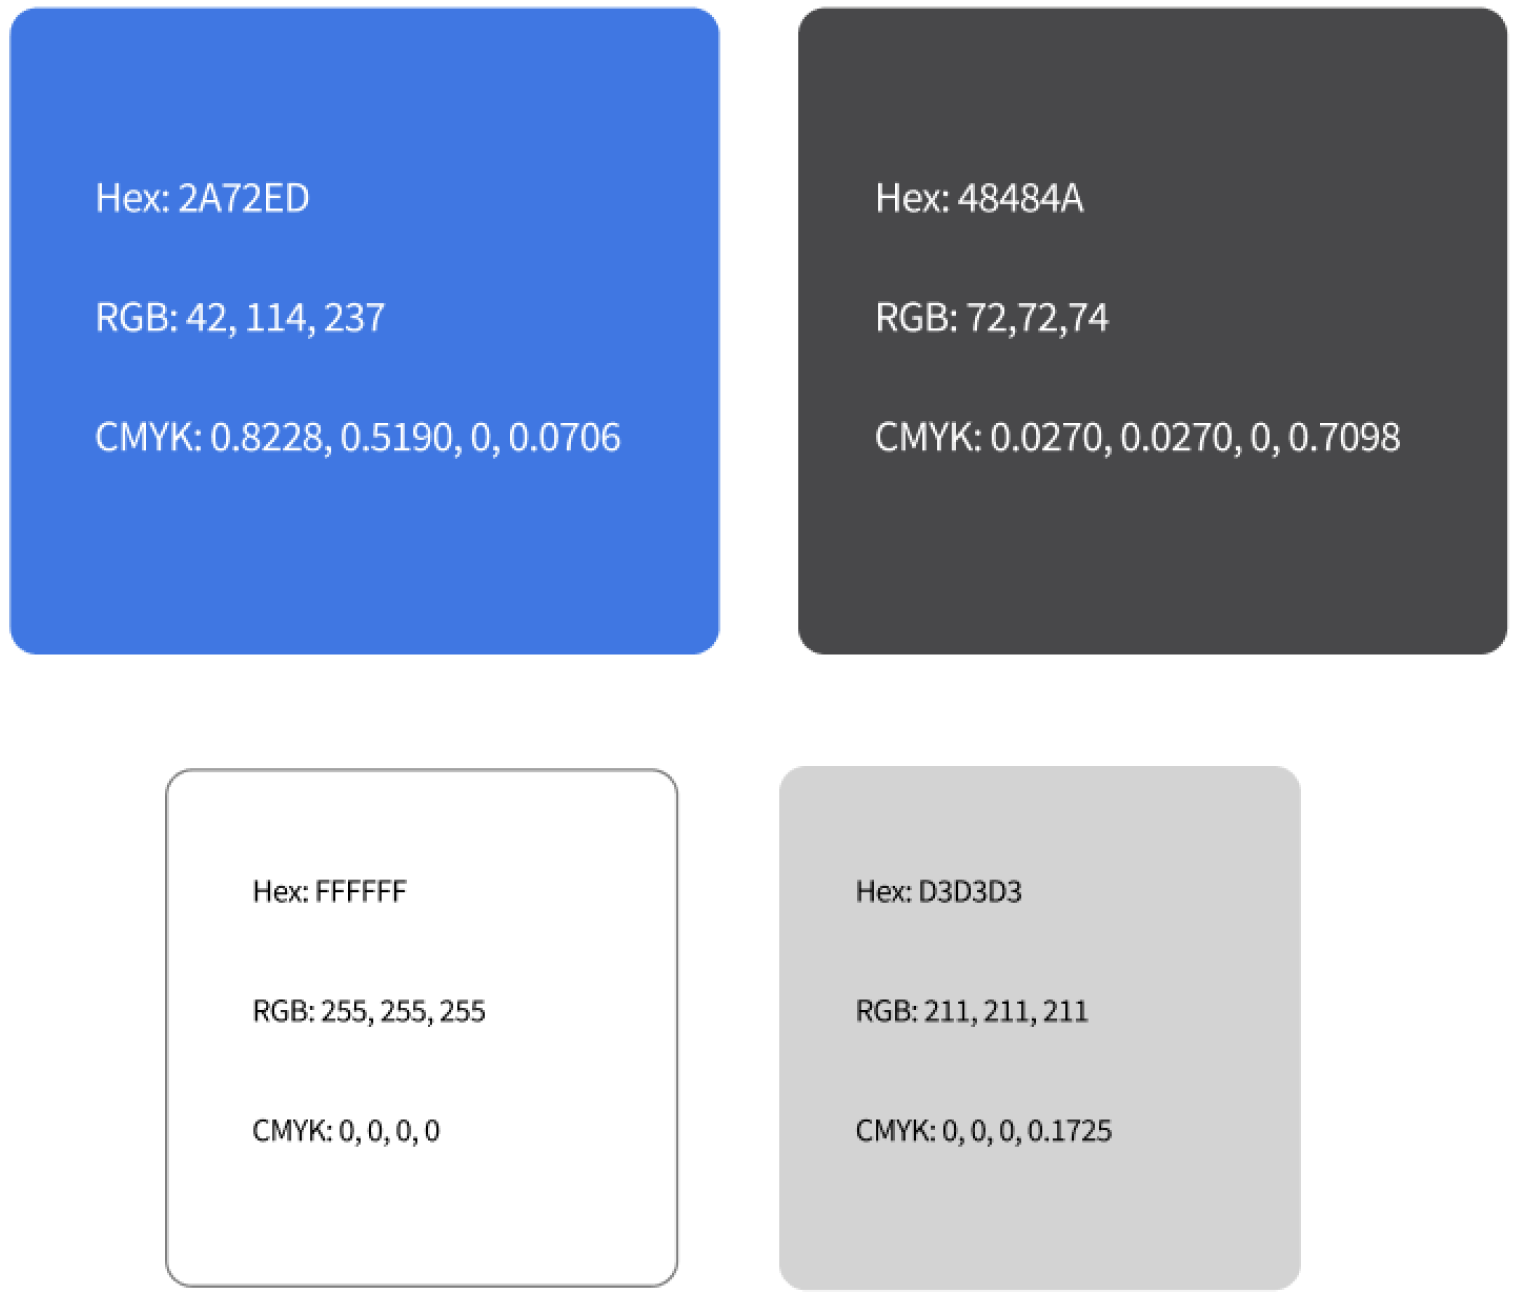 Hex: 2A72ED
RGB: 42, 114, 237
CMYK: 0.8228, 0.5190, 0, 0.0706
Hex: 48484A
RGB: 72,72,74
CMYK: 0.0270, 0.0270, 0, 0.7098
Hex: FFFFFF
RGB: 255, 255, 255
CMYK: 0, 0, 0, 0
Hex: D3D3D3
RGB: 211, 211, 211
CMYK: 0, 0, 0, 0.1725